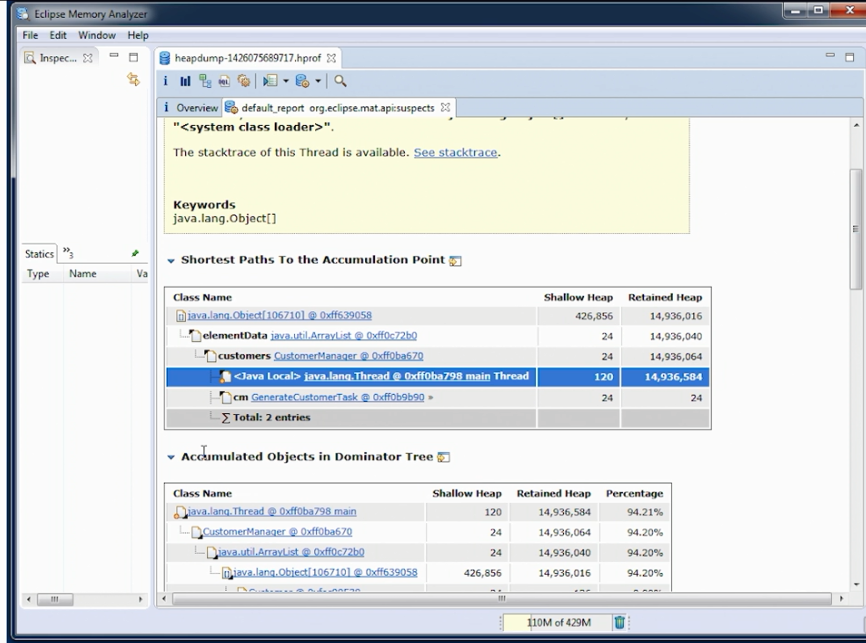 Eclipse Memory Analyzer
File Edit Window Help
Inspec...
heapdump-1426075689717.hprof
i
OQL
i Overview default_report org.eclipse.mat.api:suspects
"<system class loader>".
The stacktrace of this Thread is available. See stacktrace.
Keywords
java.lang.Object[]
Statics »3
Type Name Va
Shortest Paths To the Accumulation Point
Class Name Shallow Heap Retained Heap
java.lang.Object[106710] @ 0xff639058 426,856 14,936,016
elementData java.util.ArrayList @ 0xff0c72b0 24 14,936,040
customers CustomerManager @ 0xff0ba670 24 14,936,064
<Java Local> java.lang.Thread @ 0xff0ba798 main Thread 120 14,936,584
cm GenerateCustomerTask @ 0xff0b9b90 » 24 24
∑ Total: 2 entries
Accumulated Objects in Dominator Tree
Class Name Shallow Heap Retained Heap Percentage
java.lang.Thread @ 0xff0ba798 main 120 14,936,584 94.21%
CustomerManager @ 0xff0ba670 24 14,936,064 94.20%
java.util.ArrayList @ 0xff0c72b0 24 14,936,040 94.20%
java.lang.Object[106710] @ 0xff639058 426,856 14,936,016 94.20%
110M of 429M